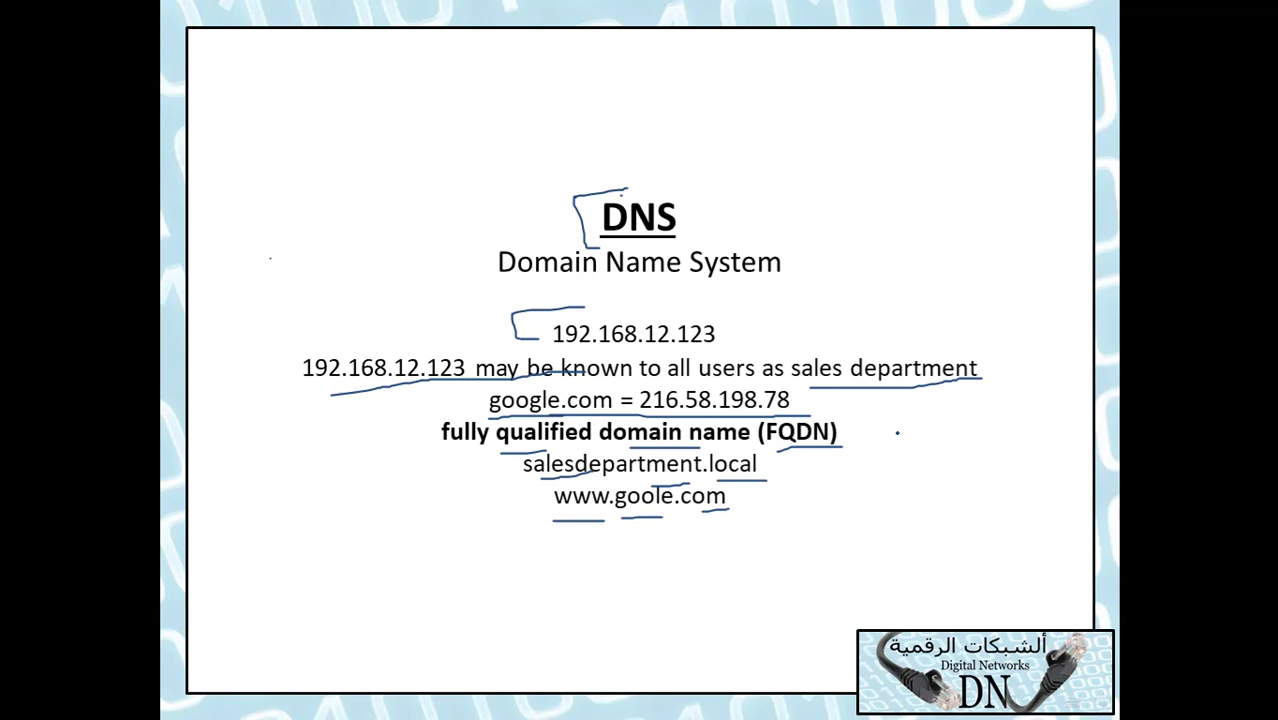 DNS
Domain Name System
192.168.12.123
192.168.12.123 may be known to all users as sales department
google.com = 216.58.198.78
fully qualified domain name (FQDN)
salesdepartment.local
www.goole.com
ألشبكات الرقمية
Digital Networks
DN